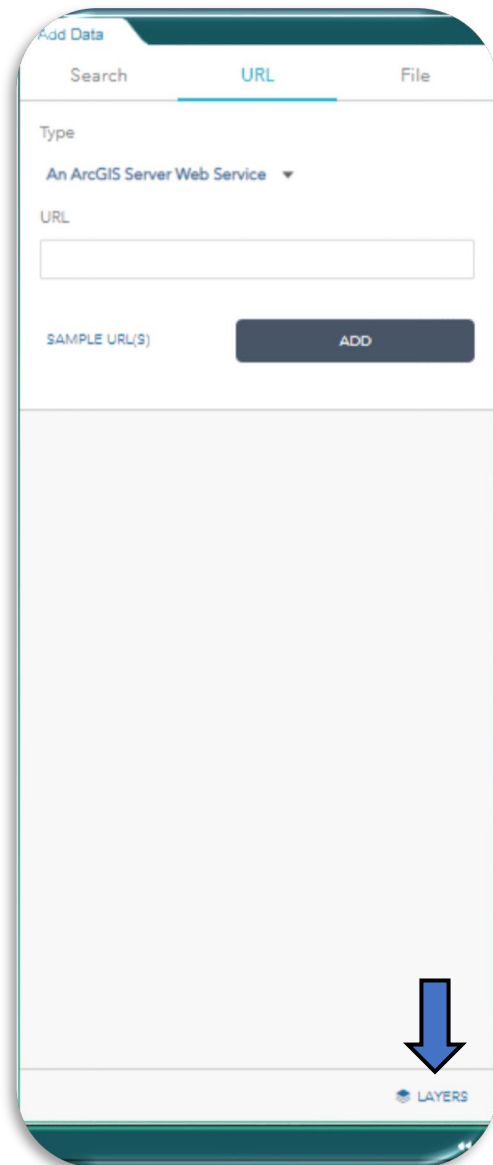 Add Data
Search URL File
Type
An ArcGIS Server Web Service
URL
SAMPLE URL(S) ADD
LAYERS